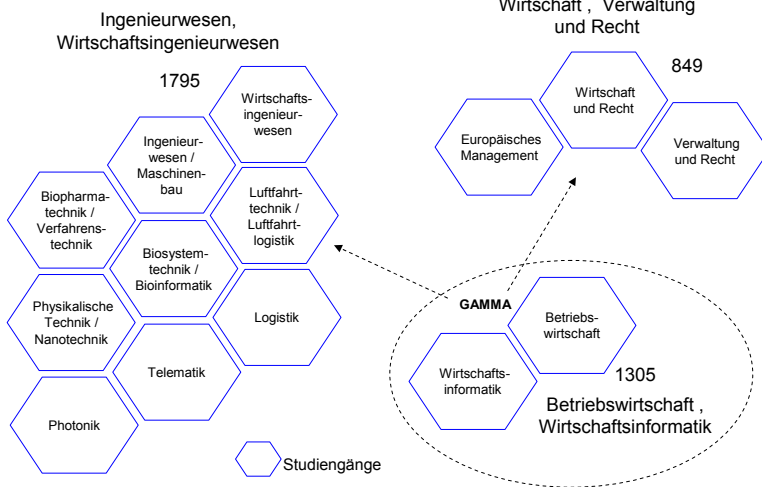 Ingenieurwesen,
Wirtschaftsingenieurwesen
1795
Wirtschafts-
ingenieur-
wesen
Ingenieur-
wesen /
Maschinen-
bau
Biopharma-
technik /
Verfahrens-
technik
Luftfahrt-
technik /
Luftfahrt-
logistik
Biosystem-
technik /
Bioinformatik
Physikalische
Technik /
Nanotechnik
Logistik
Telematik
Photonik
Studiengänge
Wirtschaft , Verwaltung
und Recht
849
Wirtschaft
und Recht
Europäisches
Management
Verwaltung
und Recht
GAMMA
Betriebs-
wirtschaft
Wirtschafts-
informatik
1305
Betriebswirtschaft ,
Wirtschaftsinformatik